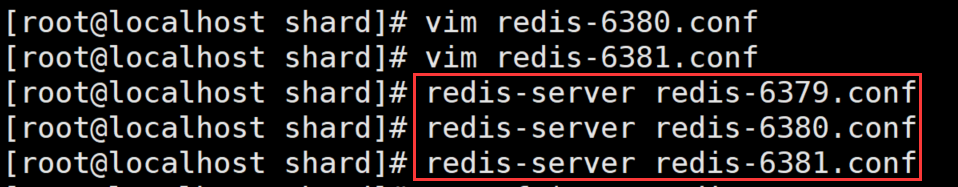 [root@localhost shard]# vim redis-6380.conf
[root@localhost shard]# vim redis-6381.conf
[root@localhost shard]# redis-server redis-6379.conf
[root@localhost shard]# redis-server redis-6380.conf
[root@localhost shard]# redis-server redis-6381.conf